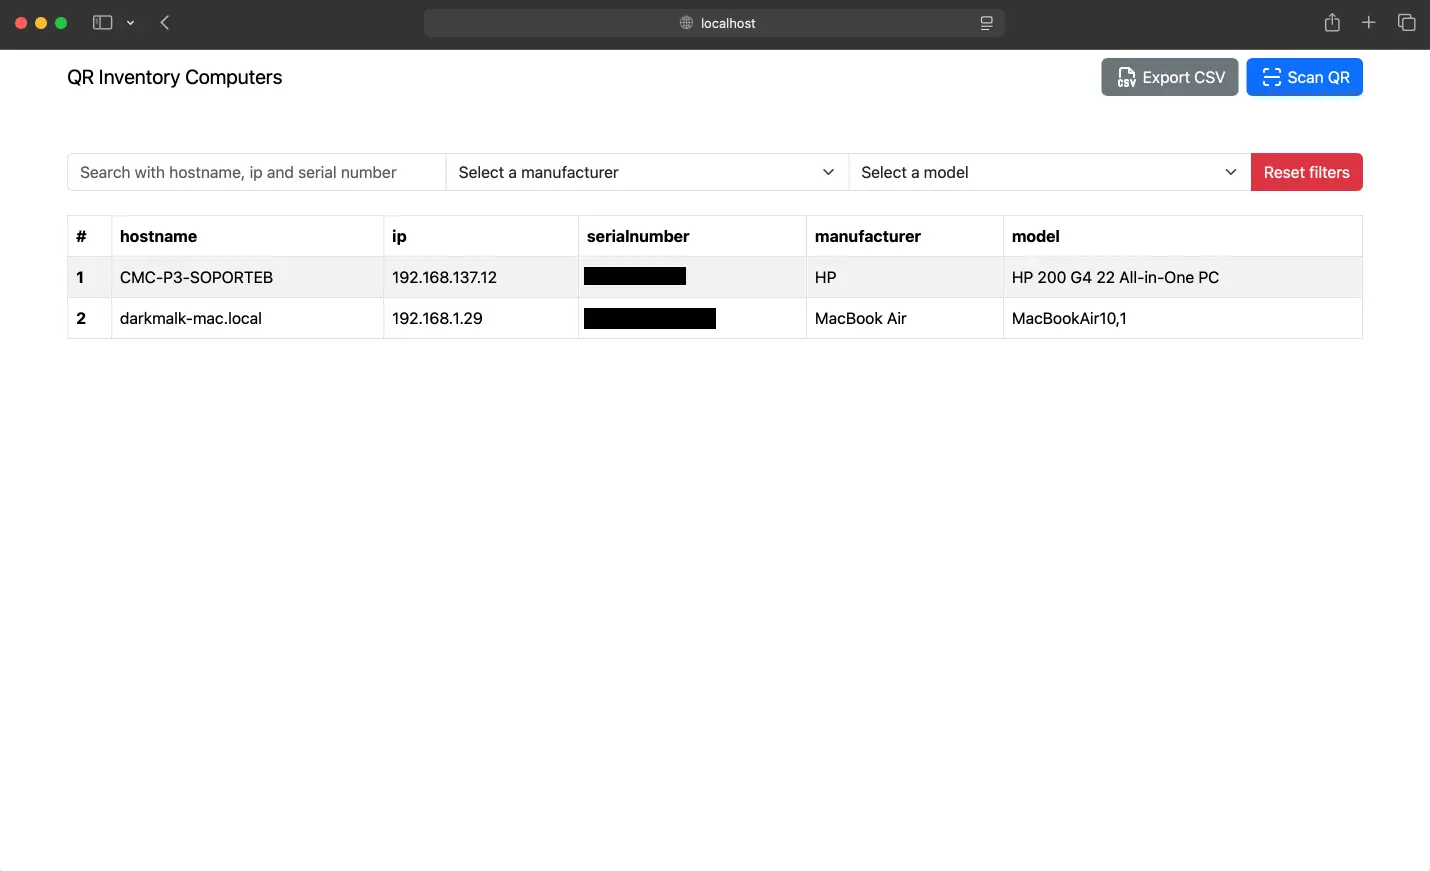 localhost
QR Inventory Computers
CSV Export CSV
Scan QR
Search with hostname, ip and serial number
Select a manufacturer
Select a model
Reset filters
# hostname ip serialnumber manufacturer model
1 CMC-P3-SOPORTEB 192.168.137.12 HP HP 200 G4 22 All-in-One PC
2 darkmalk-mac.local 192.168.1.29 MacBook Air MacBookAir10,1